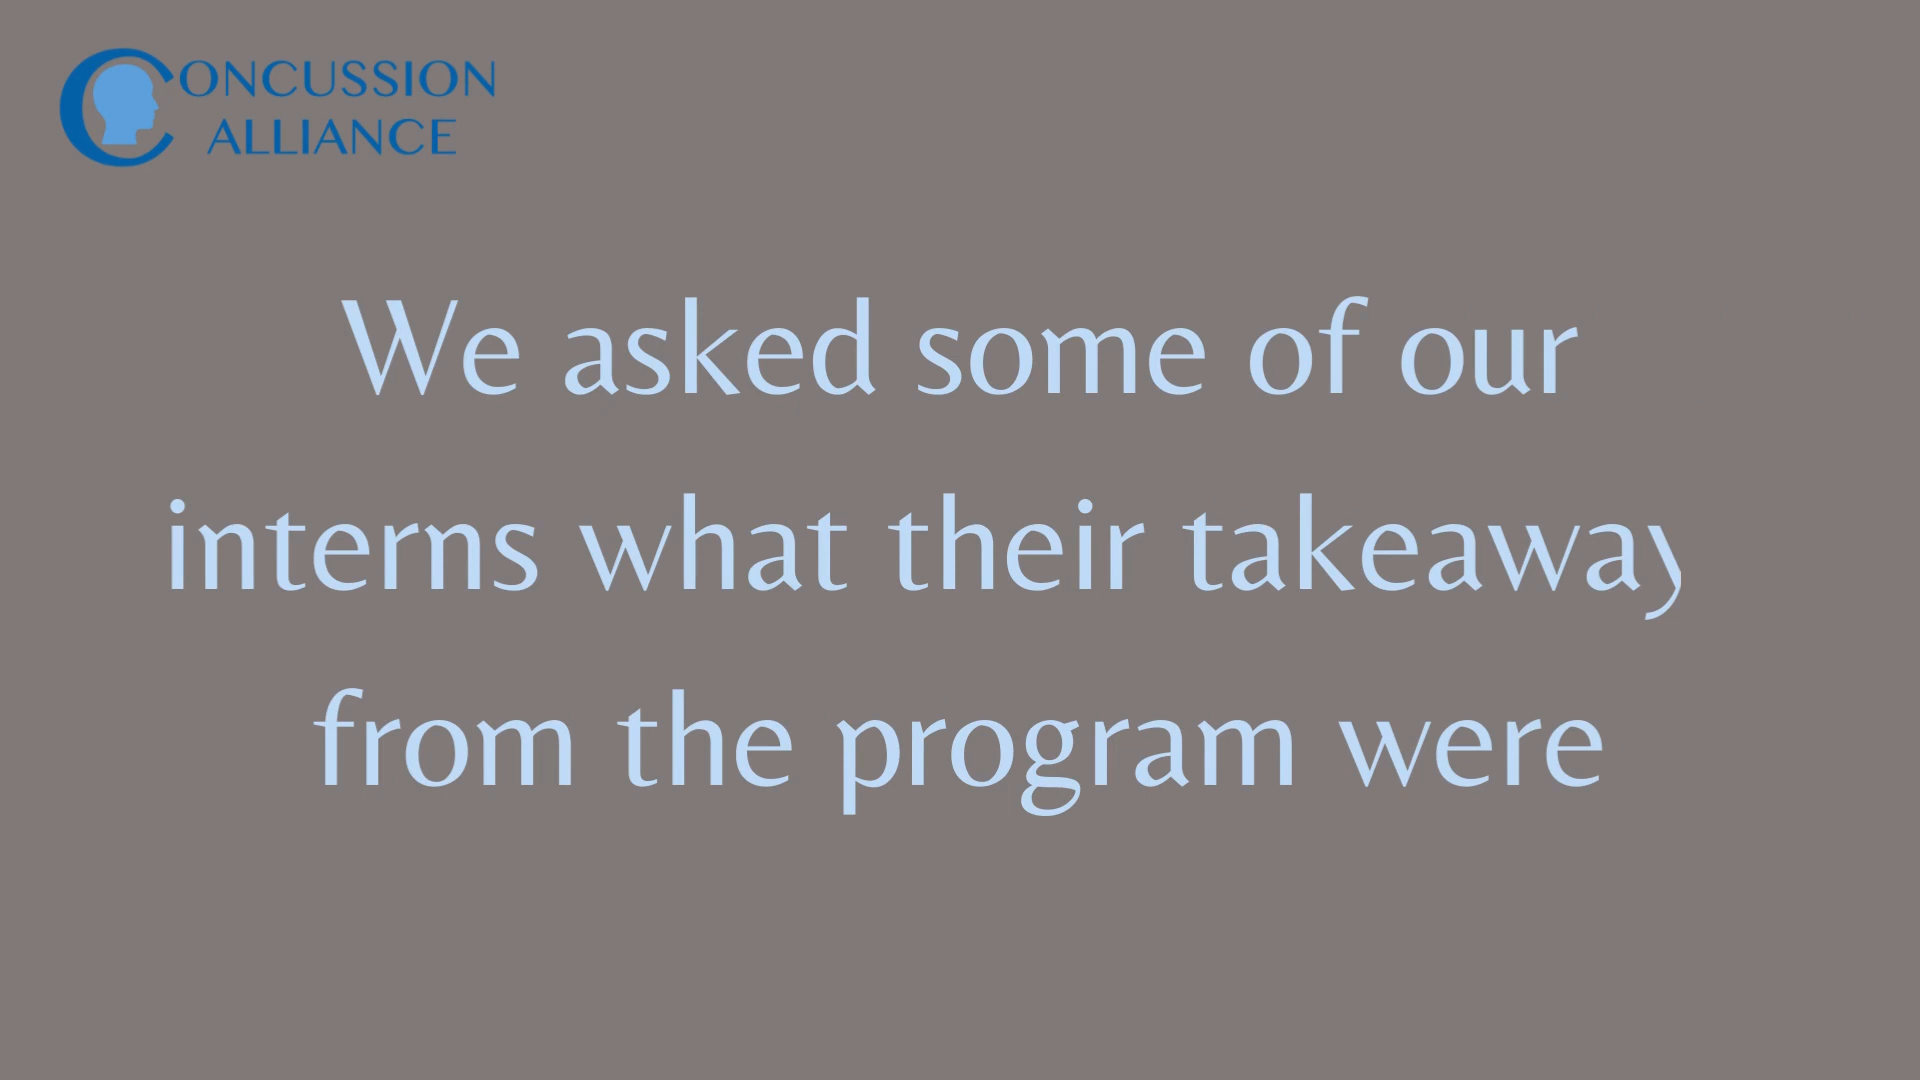 CONCUSSION
ALLIANCE
We asked some of our
interns what their takeaway
from the program were